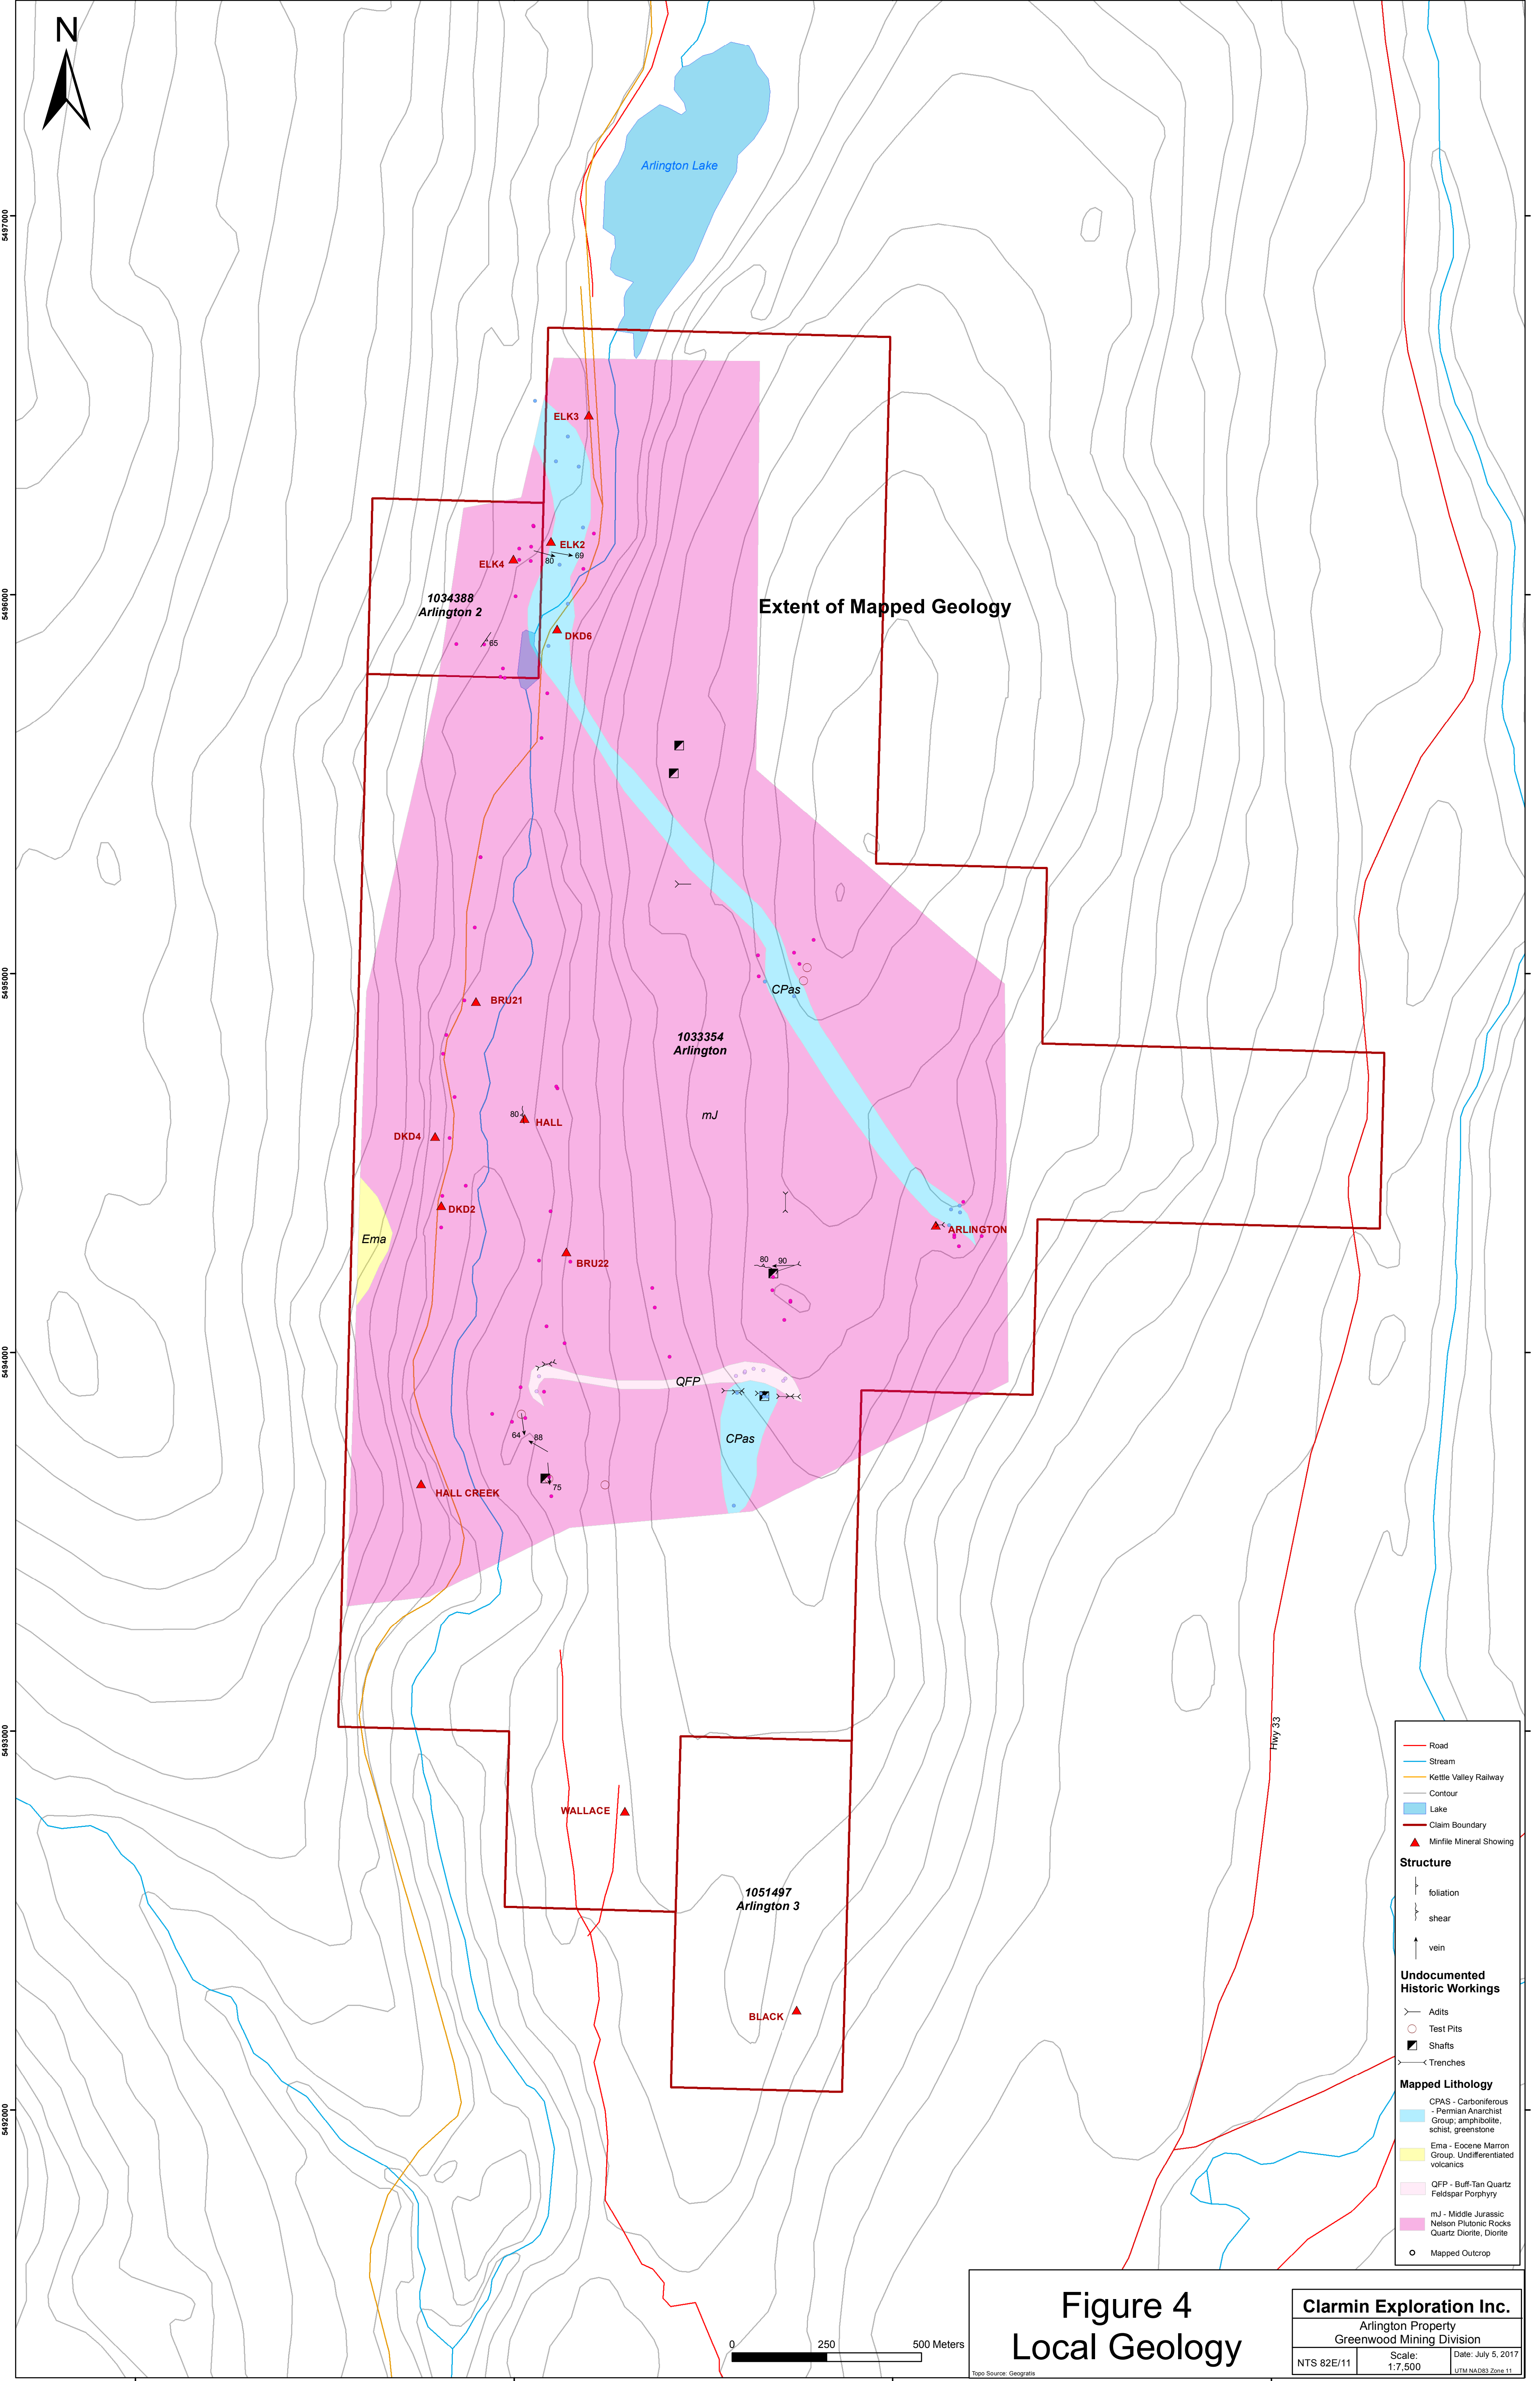 N
Arlington Lake
5497000
ELK3
ELK2
69
80
ELK4
1034388
Arlington 2
5496000
Extent of Mapped Geology
DKD6
65
5495000
CPas
BRU21
1033354
Arlington
mJ
80
HALL
DKD4
DKD2
ARLINGTON
Ema
BRU22
80
90
5494000
QFP
CPas
64
88
75
HALL CREEK
5493000
Hwy 33
WALLACE
1051497
Arlington 3
BLACK
5492000
Road
Stream
Kettle Valley Railway
Contour
Lake
Claim Boundary
Minfile Mineral Showing
Structure
foliation
shear
vein
Undocumented
Historic Workings
Adits
Test Pits
Shafts
Trenches
Mapped Lithology
CPAS - Carboniferous
- Permian Anarchist
Group; amphibolite,
schist, greenstone
Ema - Eocene Marron
Group. Undifferentiated
volcanics
QFP - Buff-Tan Quartz
Feldspar Porphyry
mJ - Middle Jurassic
Nelson Plutonic Rocks
Quartz Diorite, Diorite
Mapped Outcrop
0
250
500 Meters
Topo Source: Geogratis
Figure 4
Local Geology
Clarmin Exploration Inc.
Arlington Property
Greenwood Mining Division
NTS 82E/11
Scale:
1:7,500
Date: July 5, 2017
UTM NAD83 Zone 11